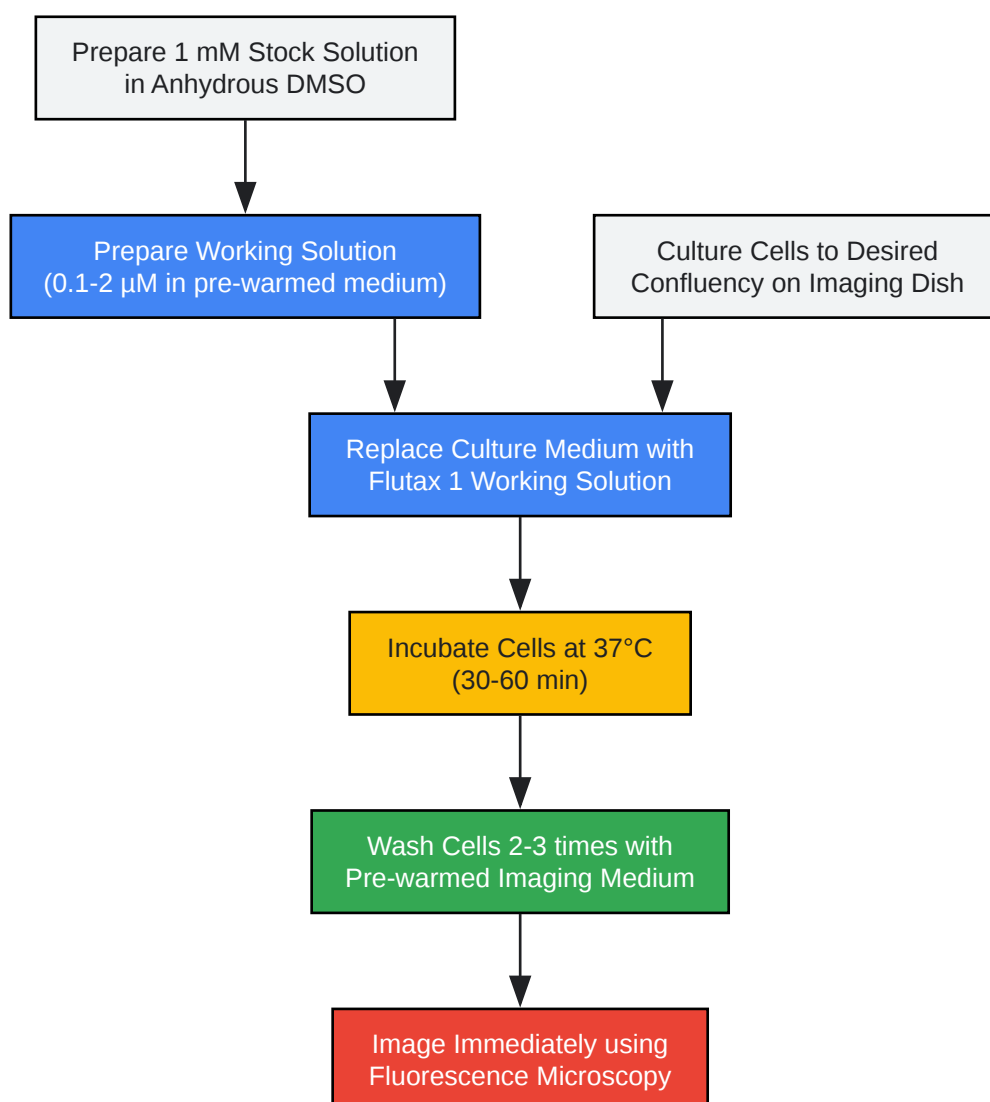 Prepare 1 mM Stock Solution
in Anhydrous DMSO
Prepare Working Solution
(0.1-2 µM in pre-warmed medium)
Culture Cells to Desired
Confluency on Imaging Dish
Replace Culture Medium with
Flutax 1 Working Solution
Incubate Cells at 37°C
(30-60 min)
Wash Cells 2-3 times with
Pre-warmed Imaging Medium
Image Immediately using
Fluorescence Microscopy